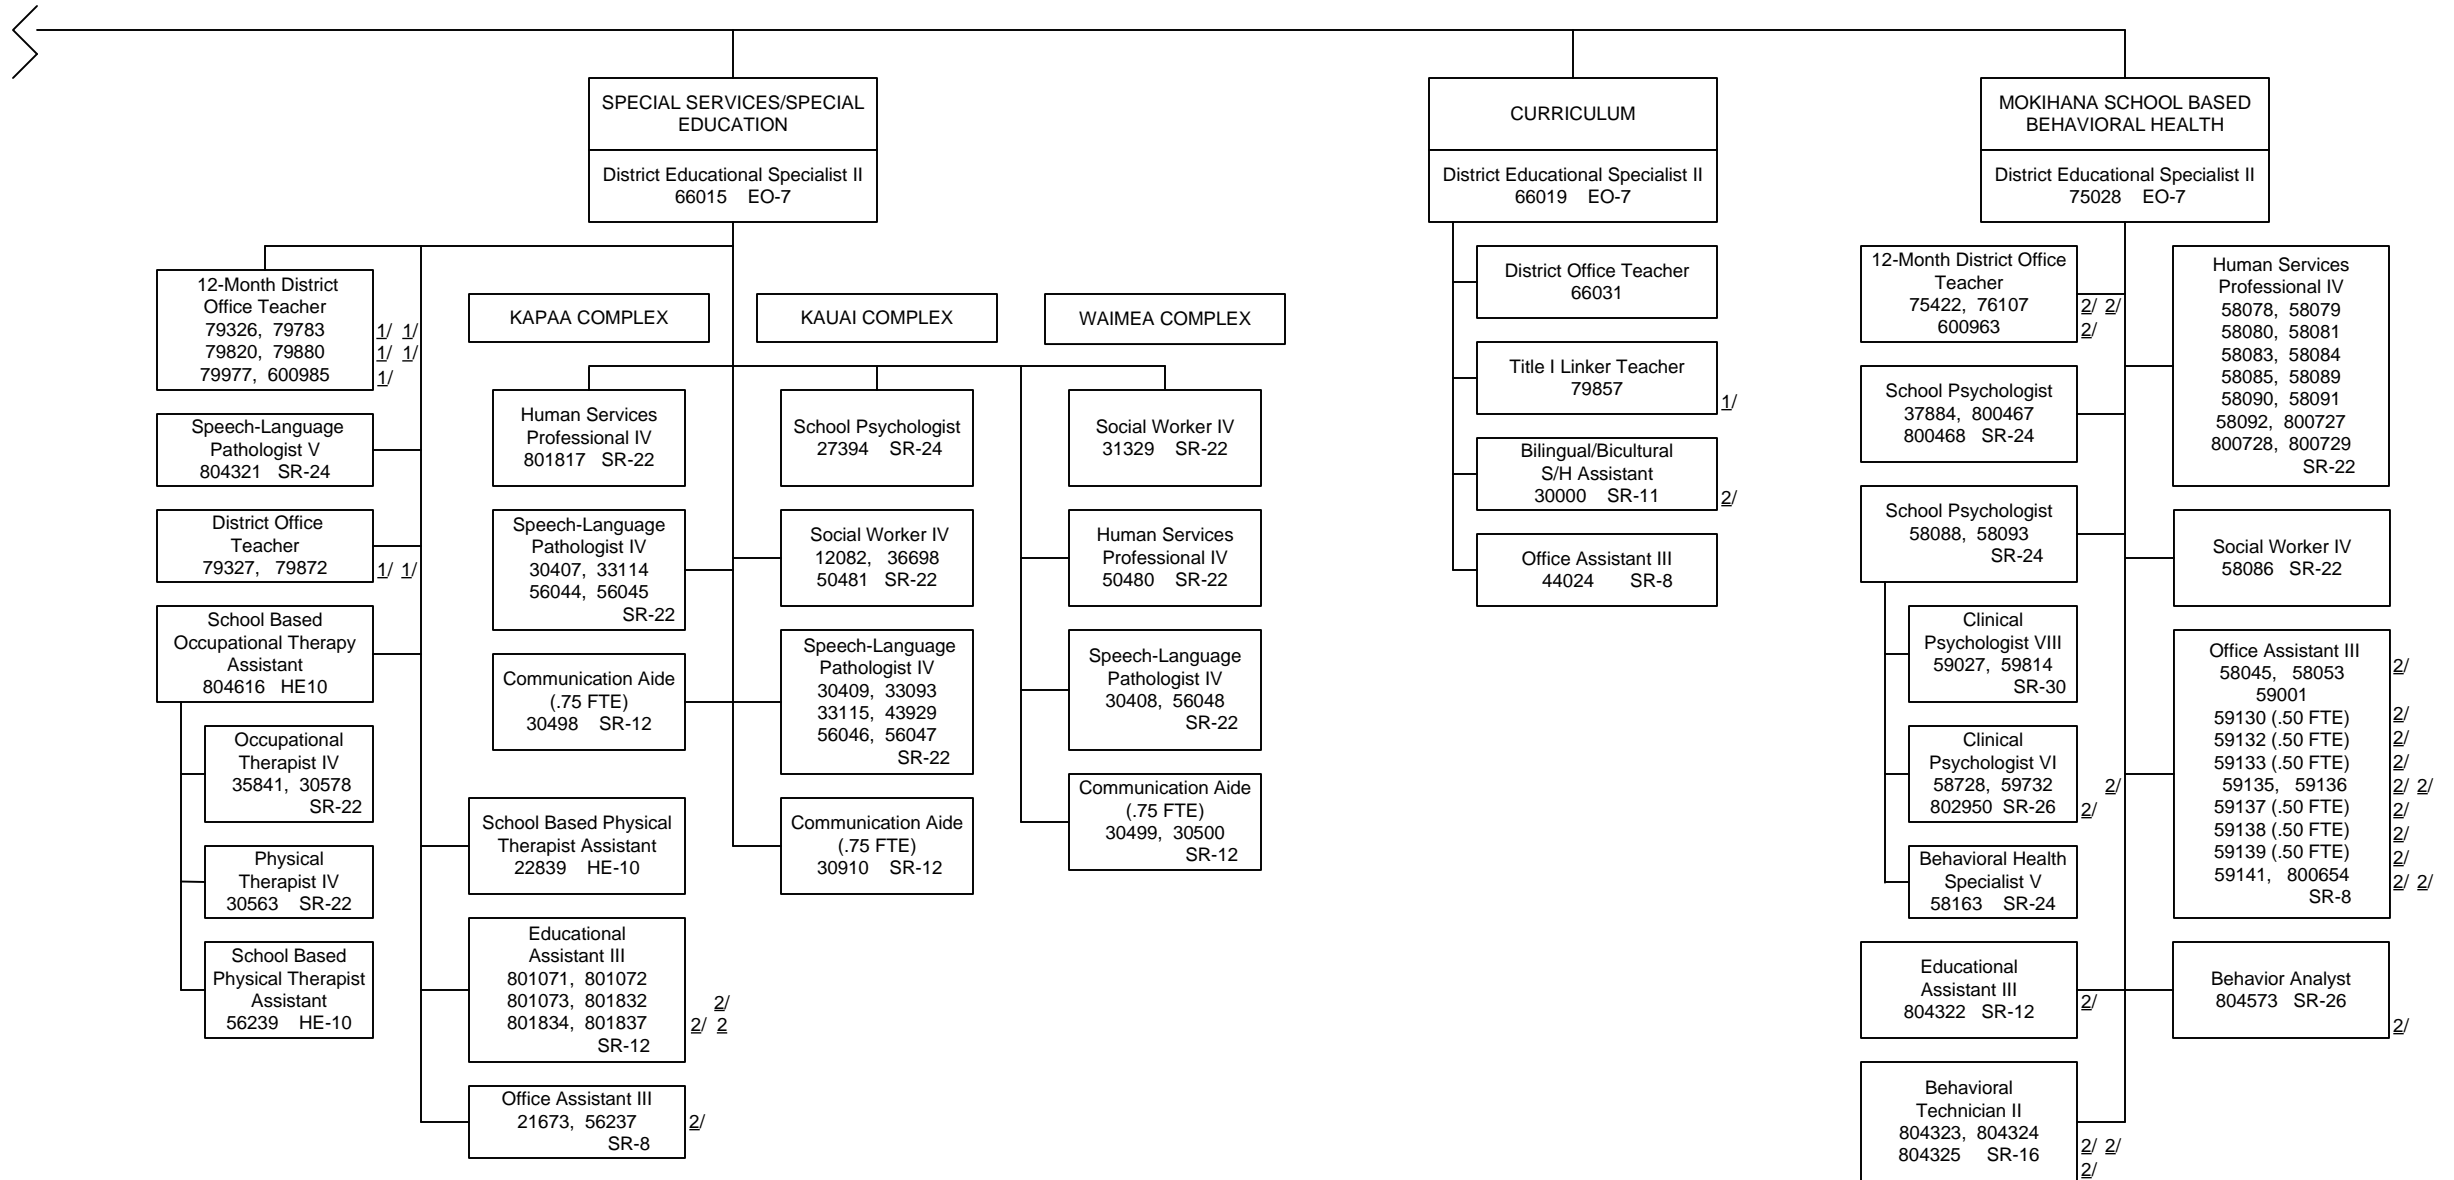 SPECIAL SERVICES/SPECIAL
EDUCATION
District Educational Specialist II
66015 EO-7
12-Month District
Office Teacher
79326, 79783 1/ 1/
79820, 79880 1/ 1/
79977, 600985 1/
Speech-Language
Pathologist V
804321 SR-24
District Office
Teacher
79327, 79872 1/ 1/
School Based
Occupational Therapy
Assistant
804616 HE10
Occupational
Therapist IV
35841, 30578
SR-22
Physical
Therapist IV
30563 SR-22
School Based
Physical Therapist
Assistant
56239 HE-10
KAPAA COMPLEX
Human Services
Professional IV
801817 SR-22
Speech-Language
Pathologist IV
30407, 33114
56044, 56045
SR-22
Communication Aide
(.75 FTE)
30498 SR-12
School Based Physical
Therapist Assistant
22839 HE-10
Educational
Assistant III
801071, 801072
801073, 801832 2/
801834, 801837 2/ 2
SR-12
Office Assistant III
21673, 56237 2/
SR-8
KAUAI COMPLEX
School Psychologist
27394 SR-24
Social Worker IV
12082, 36698
50481 SR-22
Speech-Language
Pathologist IV
30409, 33093
33115, 43929
56046, 56047
SR-22
Communication Aide
(.75 FTE)
30910 SR-12
WAIMEA COMPLEX
Social Worker IV
31329 SR-22
Human Services
Professional IV
50480 SR-22
Speech-Language
Pathologist IV
30408, 56048
SR-22
Communication Aide
(.75 FTE)
30499, 30500
SR-12
CURRICULUM
District Educational Specialist II
66019 EO-7
District Office Teacher
66031
Title I Linker Teacher
79857
1/
Bilingual/Bicultural
S/H Assistant
30000 SR-11 2/
Office Assistant III
44024 SR-8
MOKIHANA SCHOOL BASED
BEHAVIORAL HEALTH
District Educational Specialist II
75028 EO-7
12-Month District Office
Teacher
75422, 76107 2/ 2/
600963 2/
School Psychologist
37884, 800467
800468 SR-24
School Psychologist
58088, 58093
SR-24
Clinical
Psychologist VIII
59027, 59814
SR-30
Clinical
Psychologist VI
58728, 59732 2/
802950 SR-26 2/
Behavioral Health
Specialist V
58163 SR-24
Educational
Assistant III
804322 SR-12 2/
Behavioral
Technician II
804323, 804324 2/ 2/
804325 SR-16 2/
Human Services
Professional IV
58078, 58079
58080, 58081
58083, 58084
58085, 58089
58090, 58091
58092, 800727
800728, 800729
SR-22
Social Worker IV
58086 SR-22
Office Assistant III
58045, 58053 2/
59001
59130 (.50 FTE) 2/
59132 (.50 FTE) 2/
59133 (.50 FTE) 2/
59135, 59136 2/ 2/
59137 (.50 FTE) 2/
59138 (.50 FTE) 2/
59139 (.50 FTE) 2/
59141, 800654 2/ 2/
SR-8
Behavior Analyst
804573 SR-26
2/